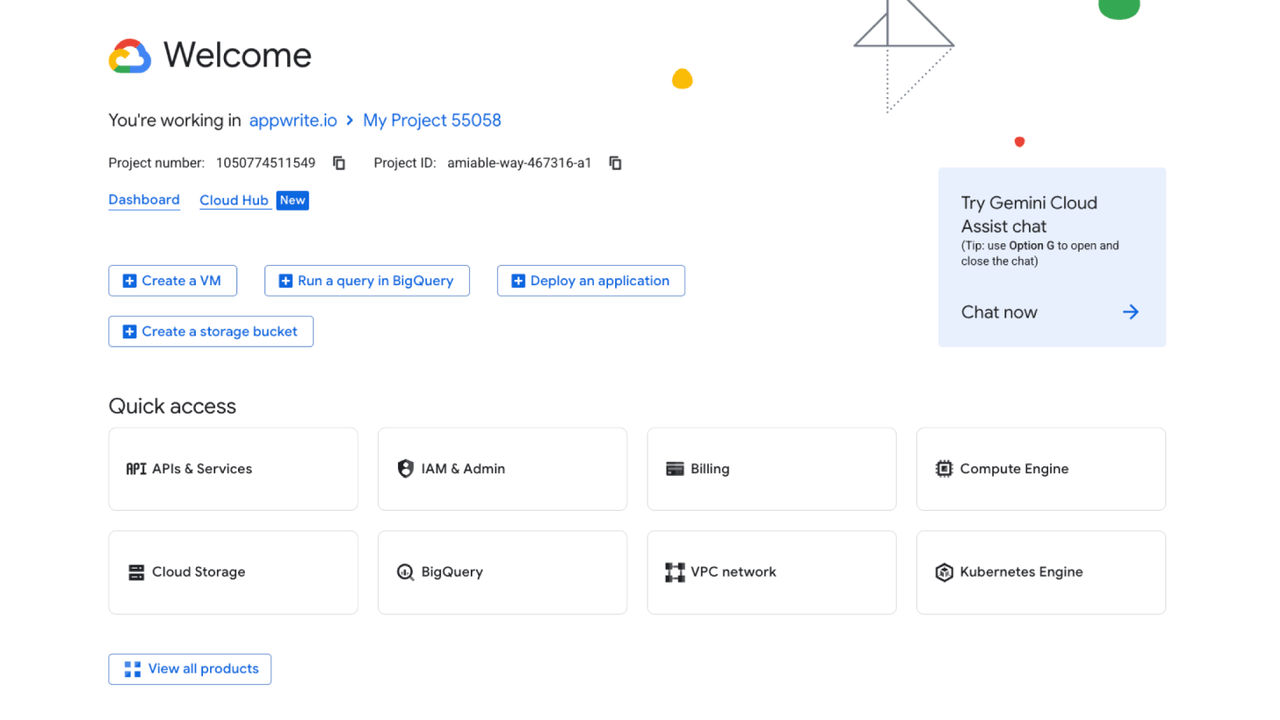 Welcome
You're working in appwrite.io > My Project 55058
Project number: 1050774511549 Project ID: amiable-way-467316-a1
Dashboard Cloud Hub New
Try Gemini Cloud
Assist chat
(Tip: use Option G to open and
close the chat)
Chat now
Create a VM Run a query in BigQuery Deploy an application
Create a storage bucket
Quick access
API APIs & Services IAM & Admin Billing Compute Engine
Cloud Storage BigQuery VPC network Kubernetes Engine
View all products